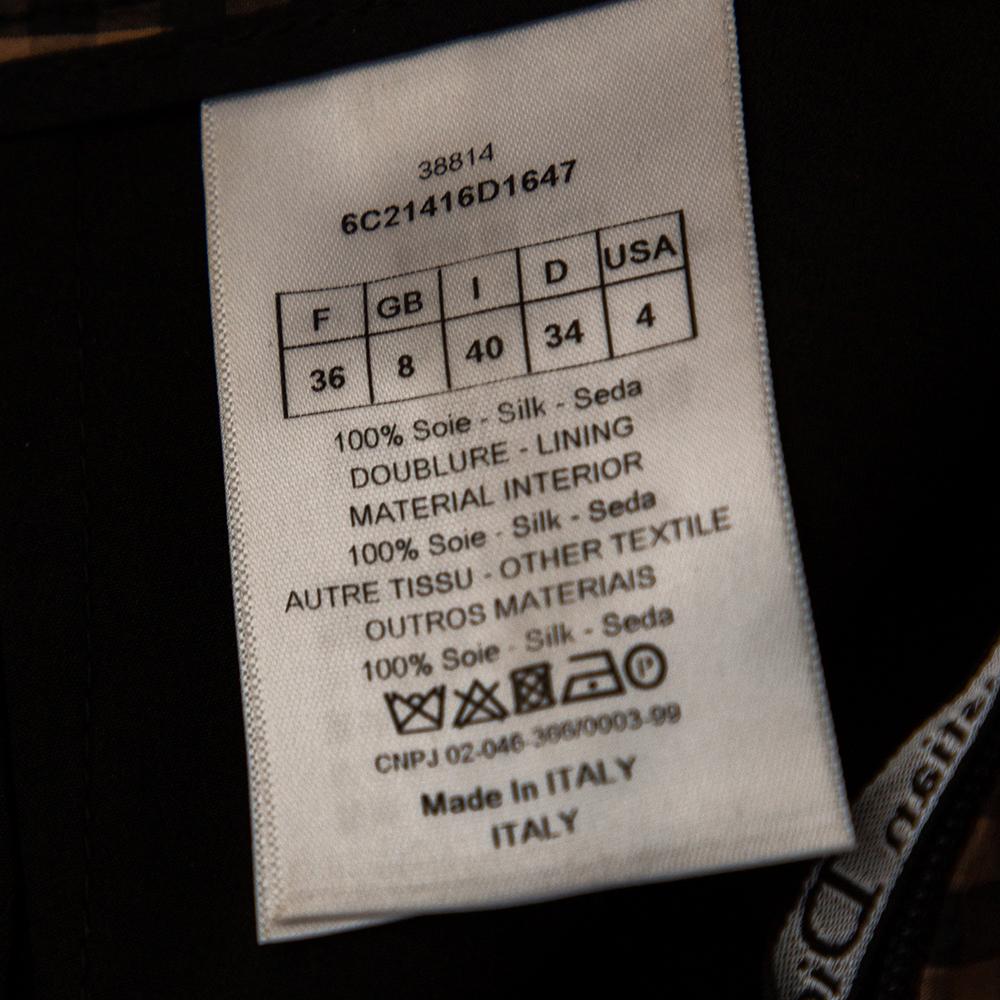 38814
6C21416D1647
F GB I D USA
36 8 40 34 4
100% Soie - Silk - Seda
DOUBLURE - LINING
MATERIAL INTERIOR
100% Soie - Silk - Seda
AUTRE TISSU - OTHER TEXTILE
OUTROS MATERIAIS
100% Soie - Silk - Seda
P
CNPJ 02-046-366/0003-99
Made In ITALY
ITALY